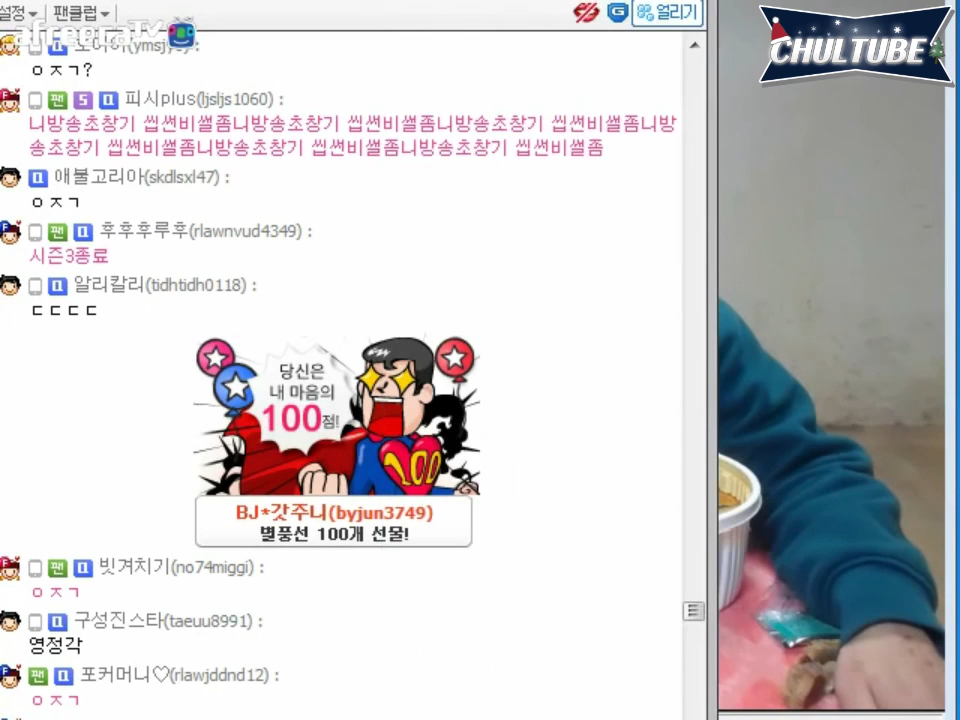 설정 팬클럽
얼리기
afreecaTV
CHULTUBE
ㅇㅈㄱ?
피시plus(ljsljs1060) :
니방송초창기 씹썬비썰좀니방송초창기 씹썬비썰좀니방송초창기 씹썬비썰좀니방
송초창기 씹썬비썰좀니방송초창기 씹썬비썰좀니방송초창기 씹썬비썰좀
애불고리아(skdlsxl47) :
ㅇㅈㄱ
후후후루후(rlawnvud4349) :
시즌3종료
알리칼리(tidhtidh0118) :
ㄷㄷㄷㄷ
당신은
내 마음의
100점!
100
BJ*갓주니(byjun3749)
별풍선 100개 선물!
빗겨치기(no74miggi) :
ㅇㅈㄱ
구성진스타(taeuu8991) :
영정각
포커머니♡(rlawjddnd12) :
ㅇㅈㄱ